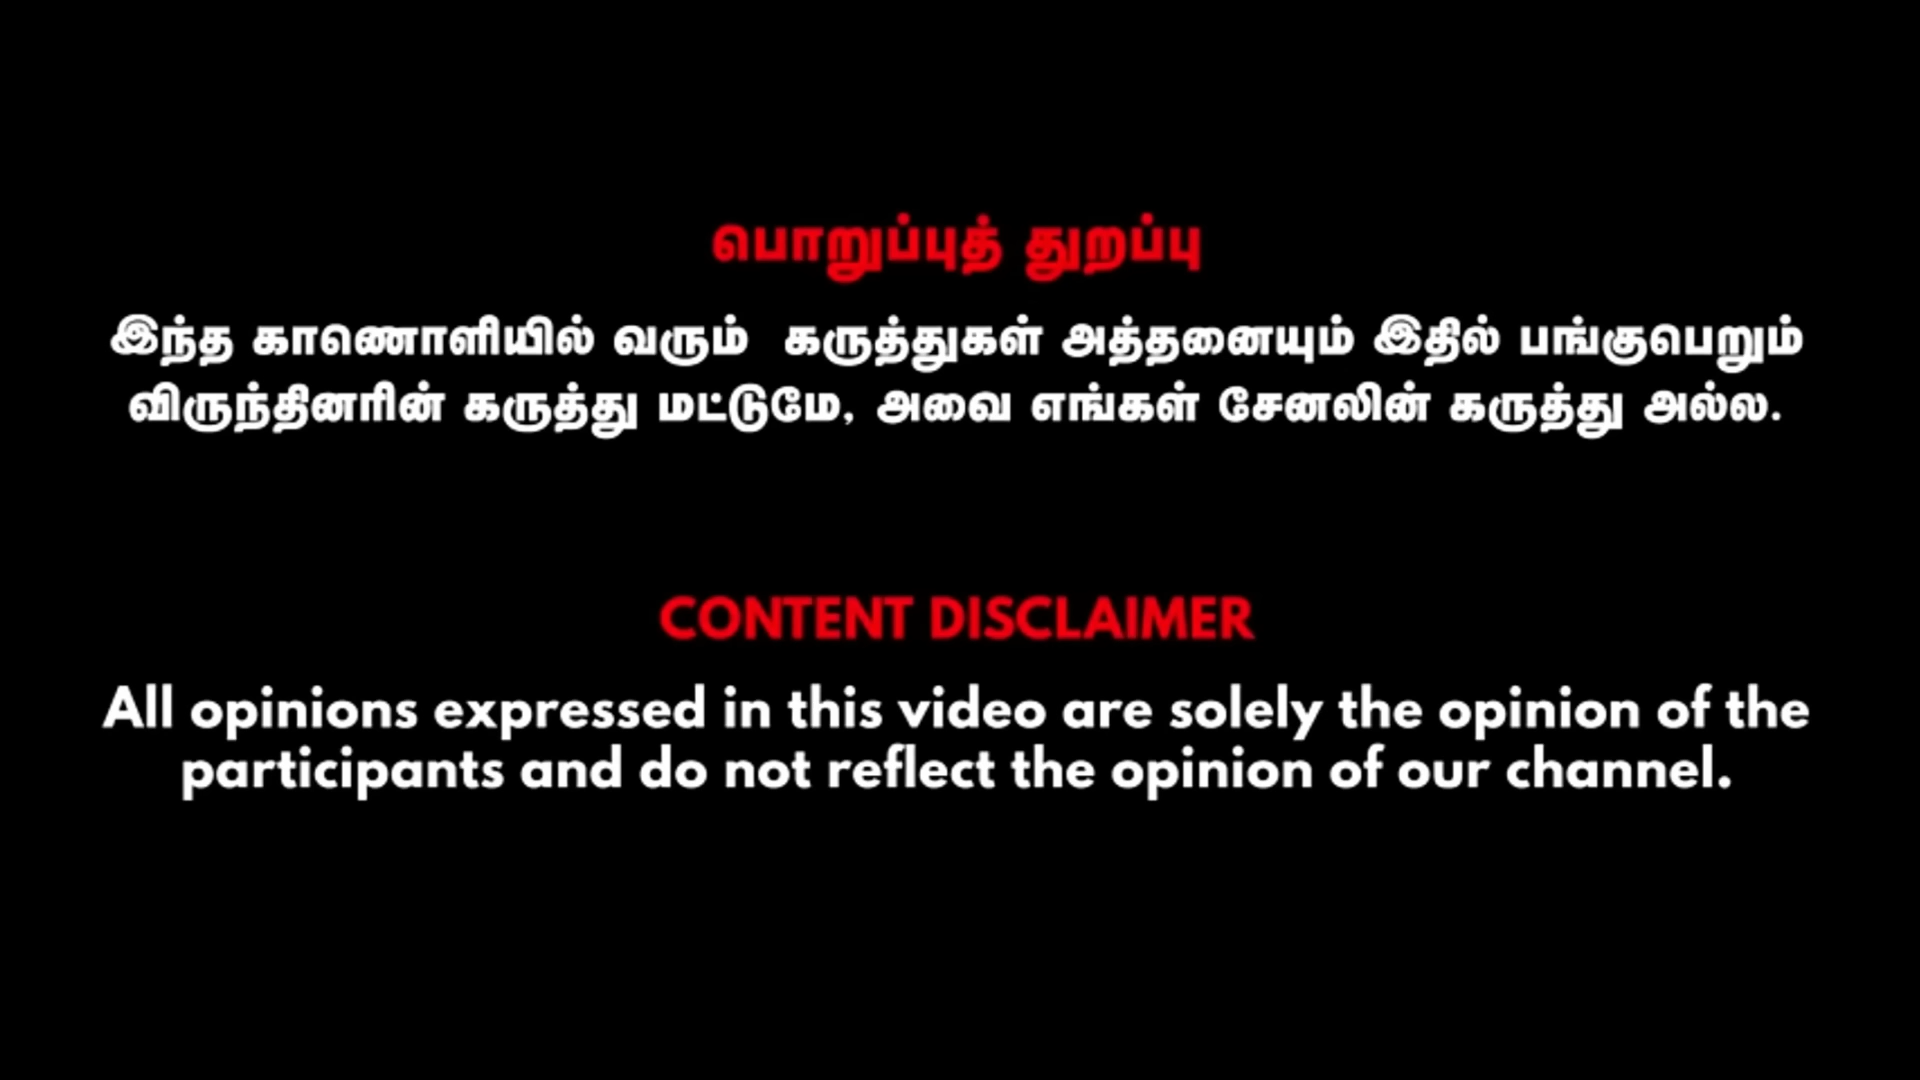 பொறுப்புத் துறப்பு
இந்த காணொளியில் வரும் கருத்துகள் அத்தனையும் இதில் பங்குபெறும்
விருந்தினரின் கருத்து மட்டுமே, அவை எங்கள் சேனலின் கருத்து அல்ல.
CONTENT DISCLAIMER
All opinions expressed in this video are solely the opinion of the
participants and do not reflect the opinion of our channel.